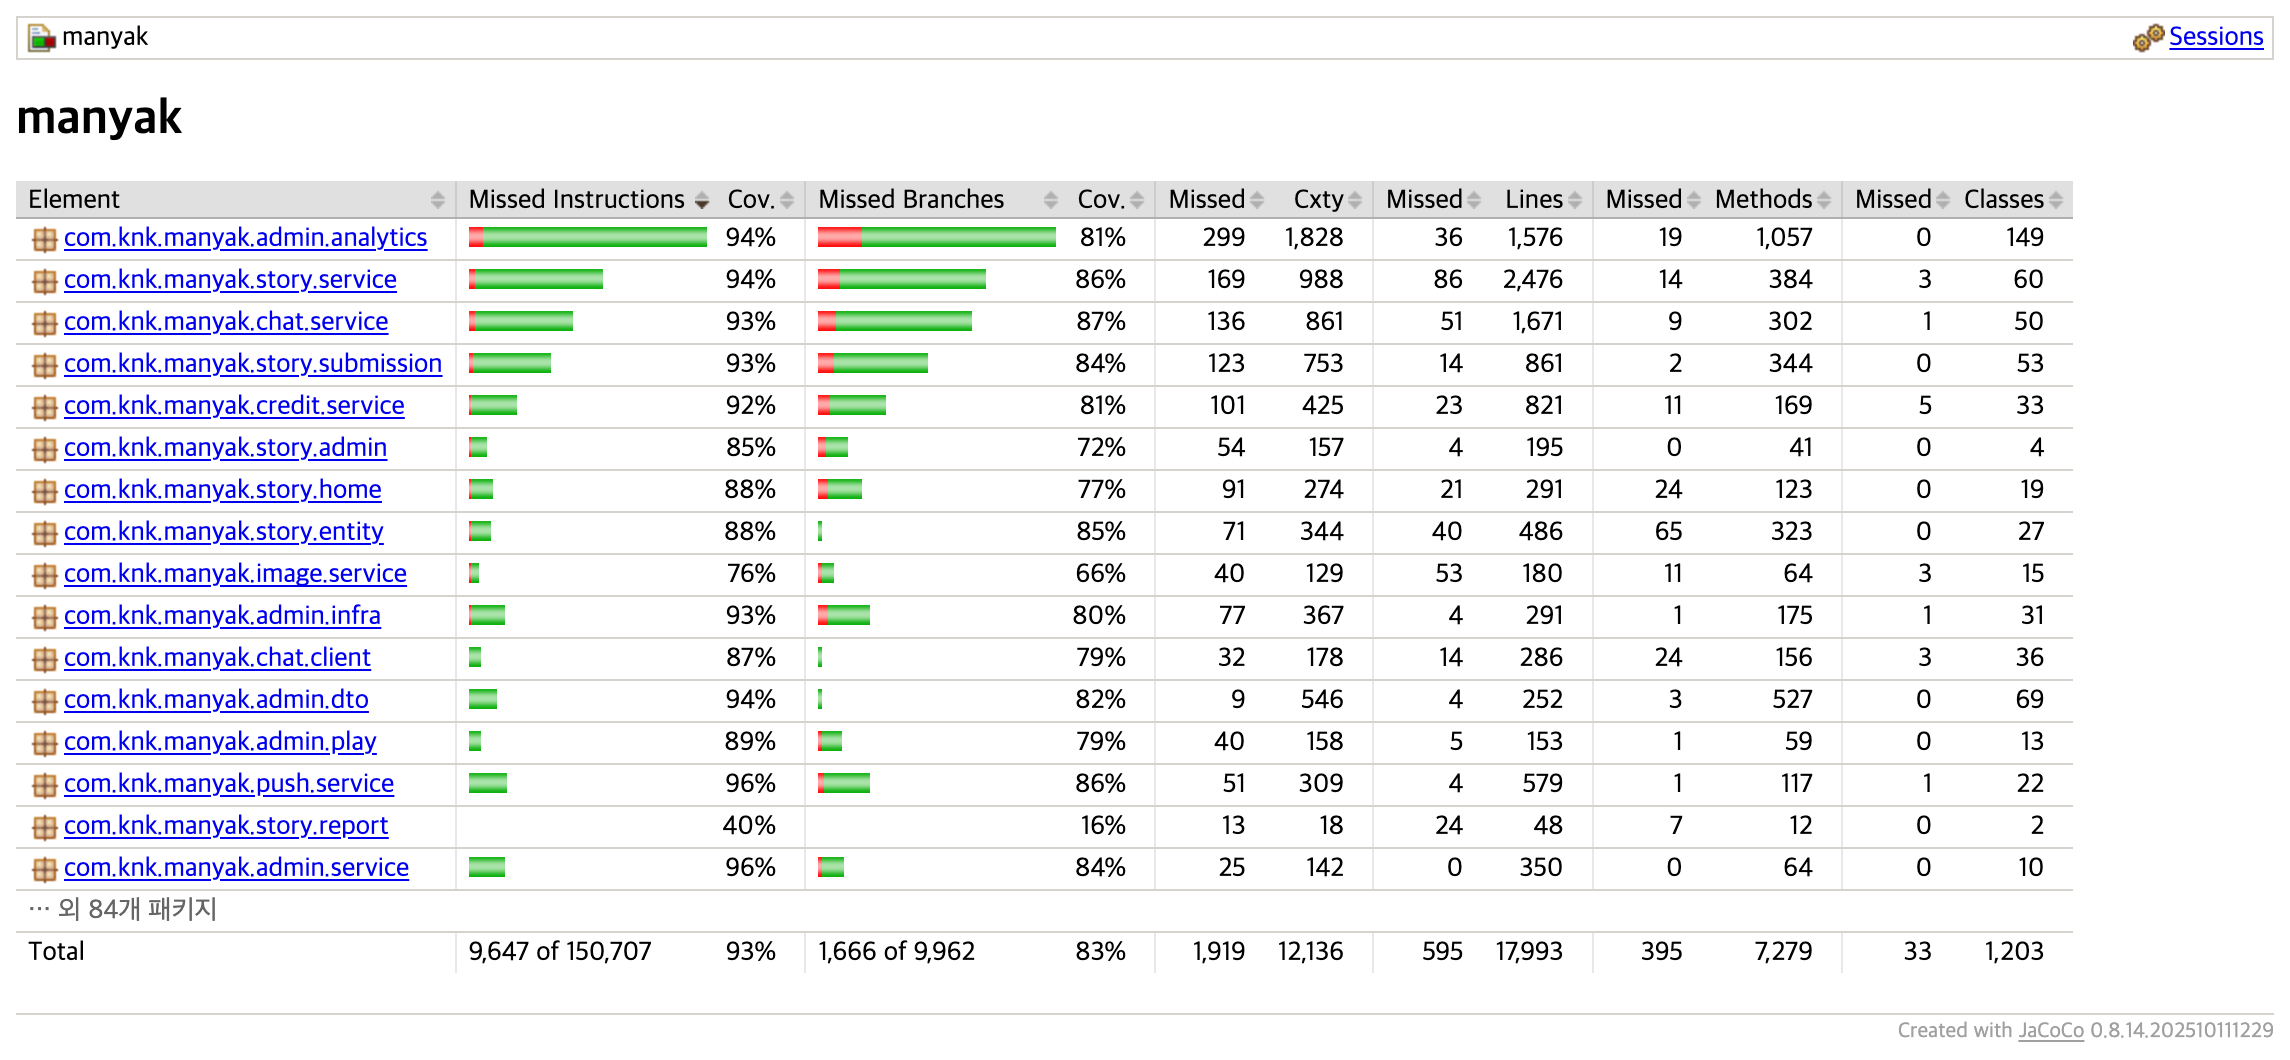 manyak Sessions
manyak
Element Missed Instructions Cov. Missed Branches Cov. Missed Cxty Missed Lines Missed Methods Missed Classes
com.knk.manyak.admin.analytics 94% 81% 299 1,828 36 1,576 19 1,057 0 149
com.knk.manyak.story.service 94% 86% 169 988 86 2,476 14 384 3 60
com.knk.manyak.chat.service 93% 87% 136 861 51 1,671 9 302 1 50
com.knk.manyak.story.submission 93% 84% 123 753 14 861 2 344 0 53
com.knk.manyak.credit.service 92% 81% 101 425 23 821 11 169 5 33
com.knk.manyak.story.admin 85% 72% 54 157 4 195 0 41 0 4
com.knk.manyak.story.home 88% 77% 91 274 21 291 24 123 0 19
com.knk.manyak.story.entity 88% 85% 71 344 40 486 65 323 0 27
com.knk.manyak.image.service 76% 66% 40 129 53 180 11 64 3 15
com.knk.manyak.admin.infra 93% 80% 77 367 4 291 1 175 1 31
com.knk.manyak.chat.client 87% 79% 32 178 14 286 24 156 3 36
com.knk.manyak.admin.dto 94% 82% 9 546 4 252 3 527 0 69
com.knk.manyak.admin.play 89% 79% 40 158 5 153 1 59 0 13
com.knk.manyak.push.service 96% 86% 51 309 4 579 1 117 1 22
com.knk.manyak.story.report 40% 16% 13 18 24 48 7 12 0 2
com.knk.manyak.admin.service 96% 84% 25 142 0 350 0 64 0 10
… 외 84개 패키지
Total 9,647 of 150,707 93% 1,666 of 9,962 83% 1,919 12,136 595 17,993 395 7,279 33 1,203
Created with JaCoCo 0.8.14.202510111229